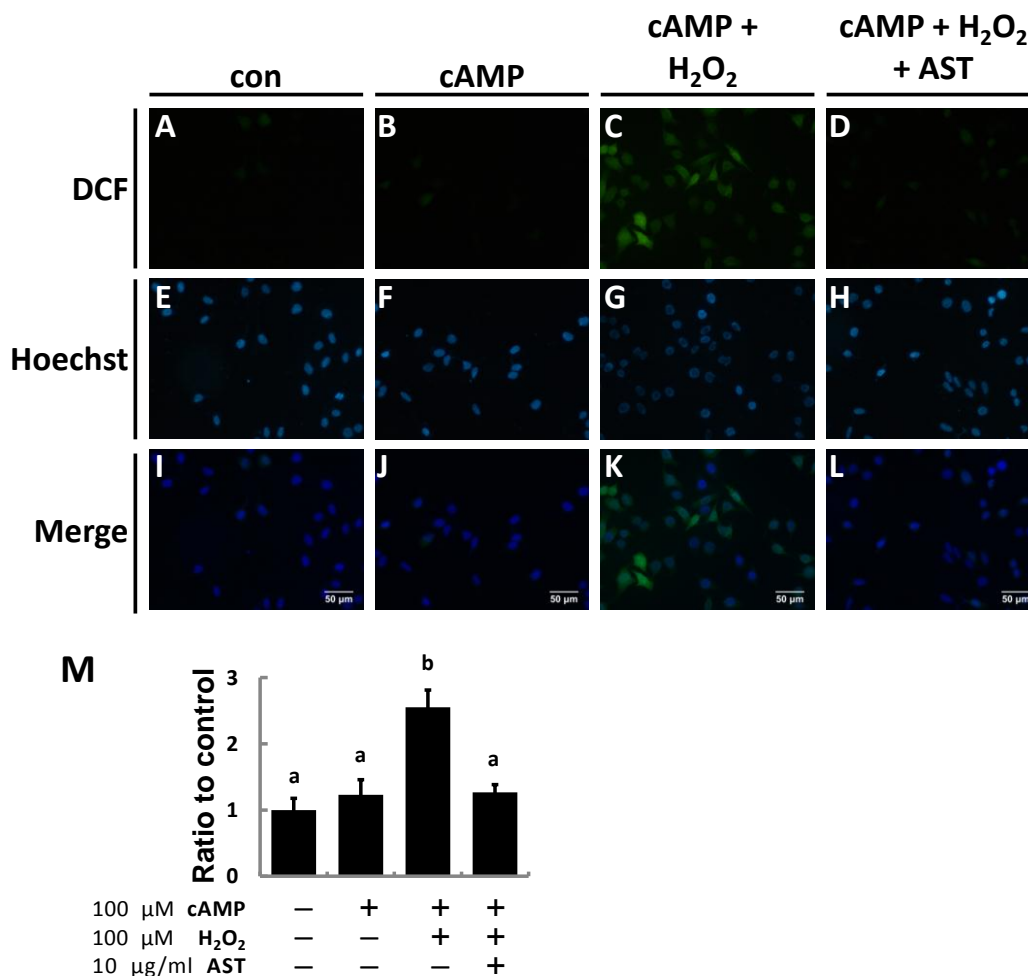 con
cAMP
cAMP +
H₂O₂
cAMP + H₂O₂
+ AST
DCF
A
B
C
D
Hoechst
E
F
G
H
Merge
I
J
K
L
50 μm
50 μm
50 μm
50 μm
M
Ratio to control
3
2
1
0
a
a
b
a
100 μM cAMP – + + +
100 μM H₂O₂ – – + +
10 μg/ml AST – – – +